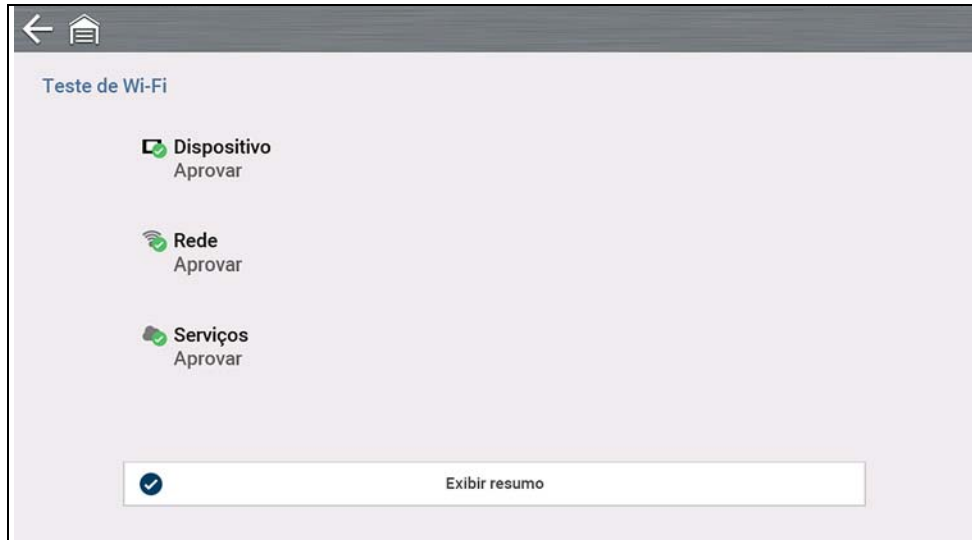 Teste de Wi-Fi
Dispositivo
Aprovar
Rede
Aprovar
Serviços
Aprovar
Exibir resumo